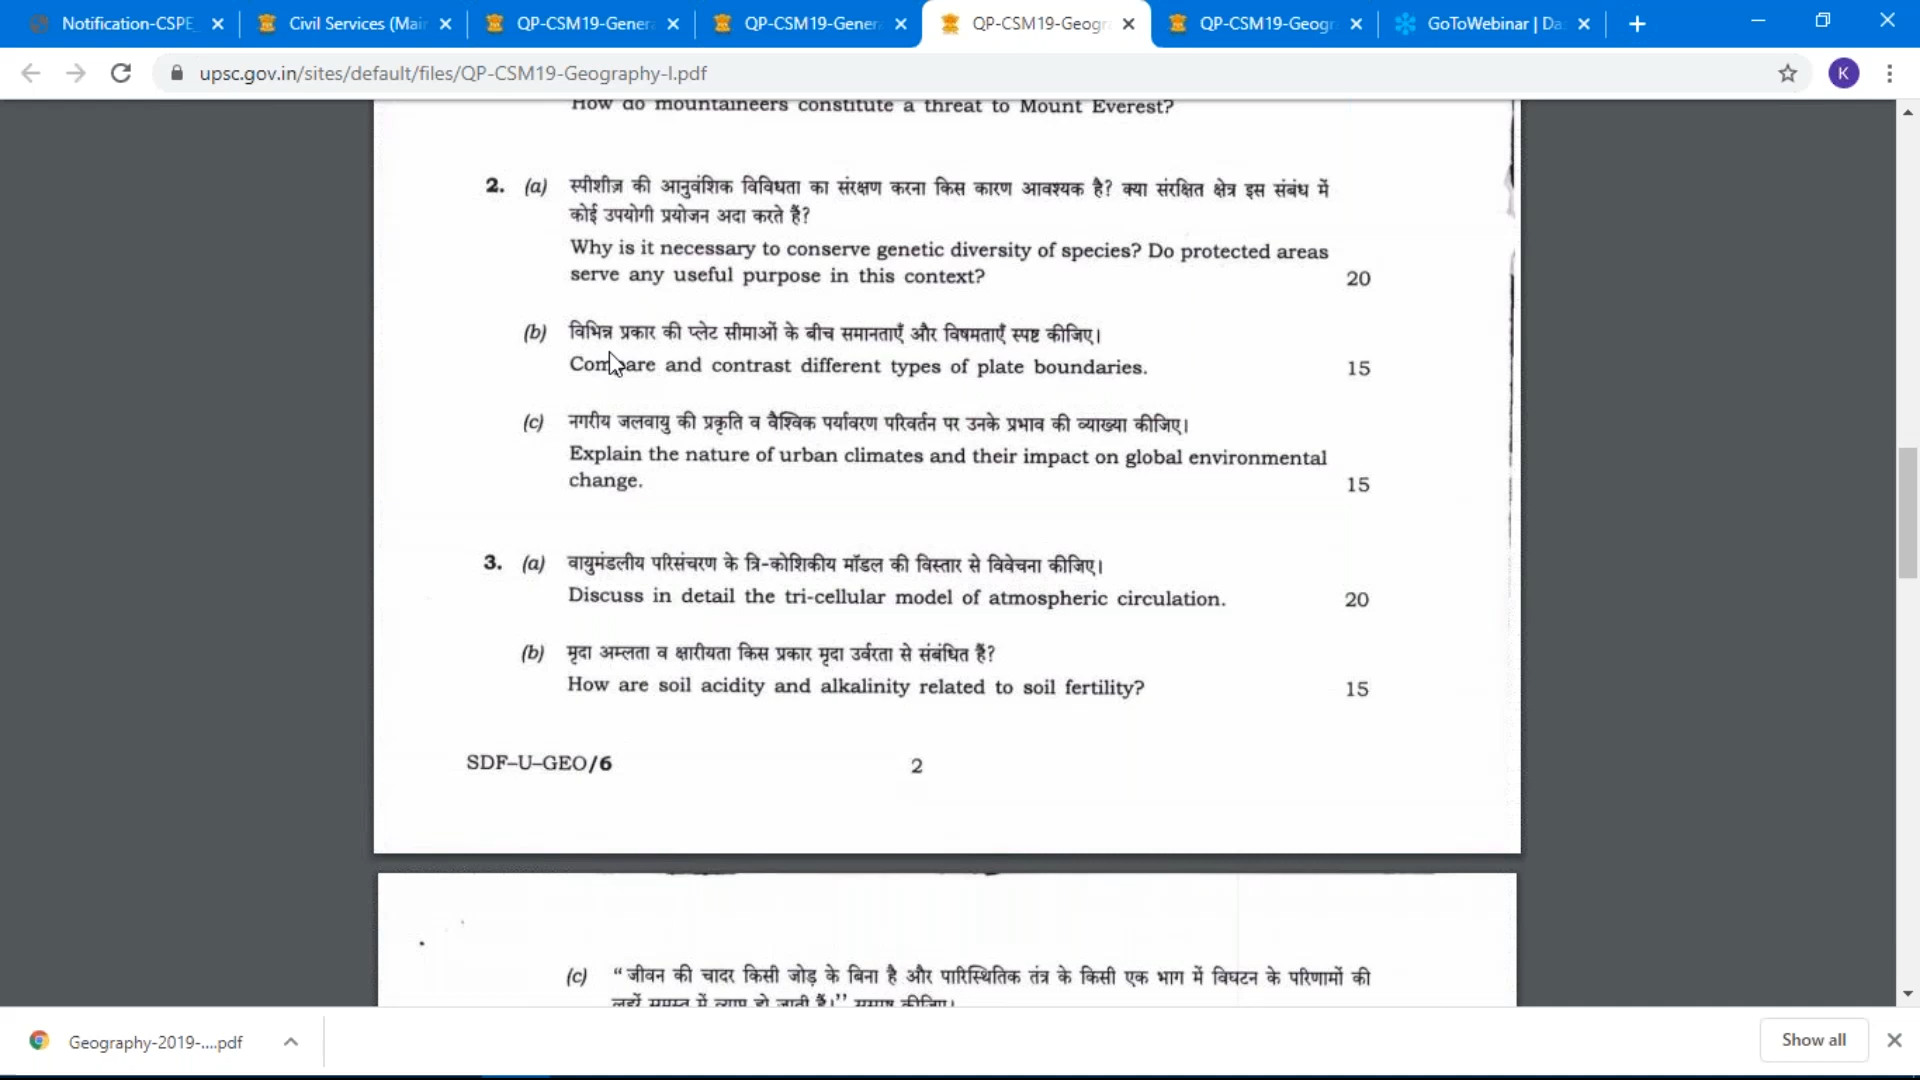 Notification-CSPE
Civil Services (Mai
QP-CSM19-Genera
QP-CSM19-Genera
QP-CSM19-Geogra
QP-CSM19-Geogra
GoToWebinar | Da
upsc.gov.in/sites/default/files/QP-CSM19-Geography-I.pdf
K
How do mountaineers constitute a threat to Mount Everest?
2. (a) स्पीशीज़ की आनुवंशिक विविधता का संरक्षण करना किस कारण आवश्यक है? क्या संरक्षित क्षेत्र इस संबंध में
कोई उपयोगी प्रयोजन अदा करते हैं?
Why is it necessary to conserve genetic diversity of species? Do protected areas
serve any useful purpose in this context? 20
(b) विभिन्न प्रकार की प्लेट सीमाओं के बीच समानताएँ और विषमताएँ स्पष्ट कीजिए।
Compare and contrast different types of plate boundaries. 15
(c) नगरीय जलवायु की प्रकृति व वैश्विक पर्यावरण परिवर्तन पर उनके प्रभाव की व्याख्या कीजिए।
Explain the nature of urban climates and their impact on global environmental
change. 15
3. (a) वायुमंडलीय परिसंचरण के त्रि-कोशिकीय मॉडल की विस्तार से विवेचना कीजिए।
Discuss in detail the tri-cellular model of atmospheric circulation. 20
(b) मृदा अम्लता व क्षारीयता किस प्रकार मृदा उर्वरता से संबंधित हैं?
How are soil acidity and alkalinity related to soil fertility? 15
SDF-U-GEO/6 2
(c) “जीवन की चादर किसी जोड़ के बिना है और पारिस्थितिक तंत्र के किसी एक भाग में विघटन के परिणामों की
Geography-2019-....pdf
Show all